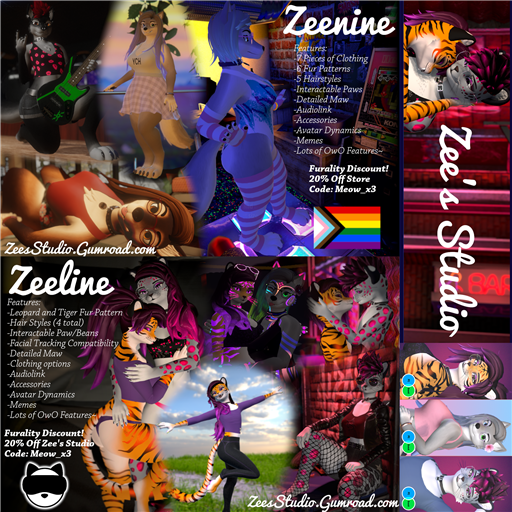 Zeenine
Features:
-7 Pieces of Clothing
-6 Fur Patterns
-5 Hairstyles
-Interactable Paws
-Detailed Maw
-Audiolink
-Accessories
-Avatar Dynamics
-Memes
-Lots of OwO Features~
Furality Discount!
20% Off Store
Code: Meow_x3
YCH
ZeesStudio.Gumroad.com
Zeeline
Features:
-Leopard and Tiger Fur Pattern
-Hair Styles (4 total)
-Interactable Paw/Beans
-Facial Tracking Compatibility
-Detailed Maw
-Clothing options
-Audiolink
-Accessories
-Avatar Dynamics
-Memes
-Lots of OwO Features~
Furality Discount!
20% Off Zee's Studio
Code: Meow_x3
ZeesStudio.Gumroad.com
Zee's Studio
BAR